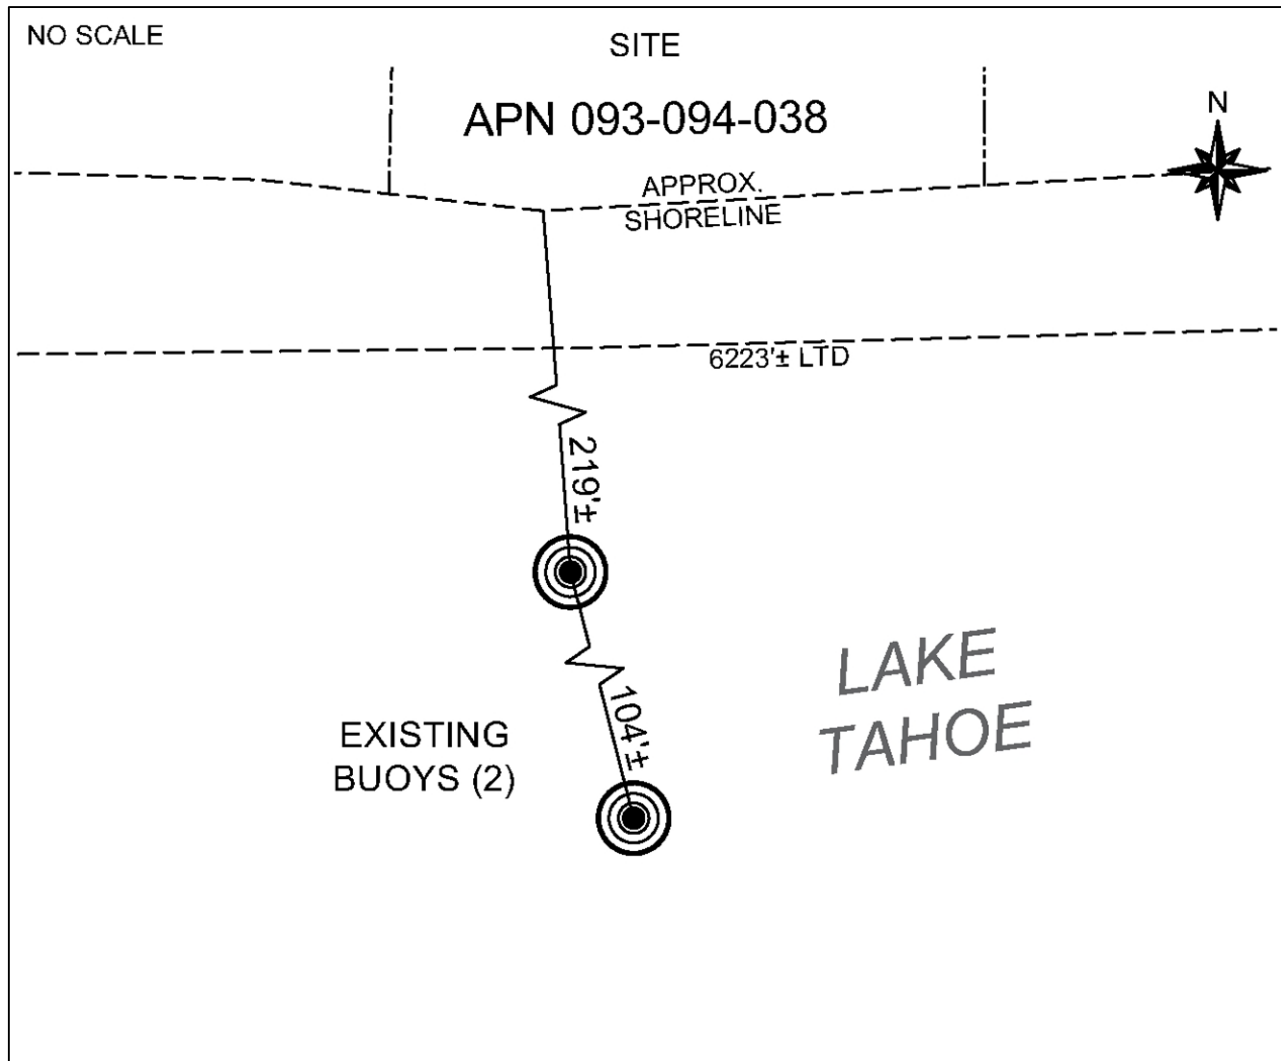 NO SCALE
SITE
APN 093-094-038
N
APPROX.
SHORELINE
6223'± LTD
219'±
LAKE
TAHOE
104'±
EXISTING
BUOYS (2)